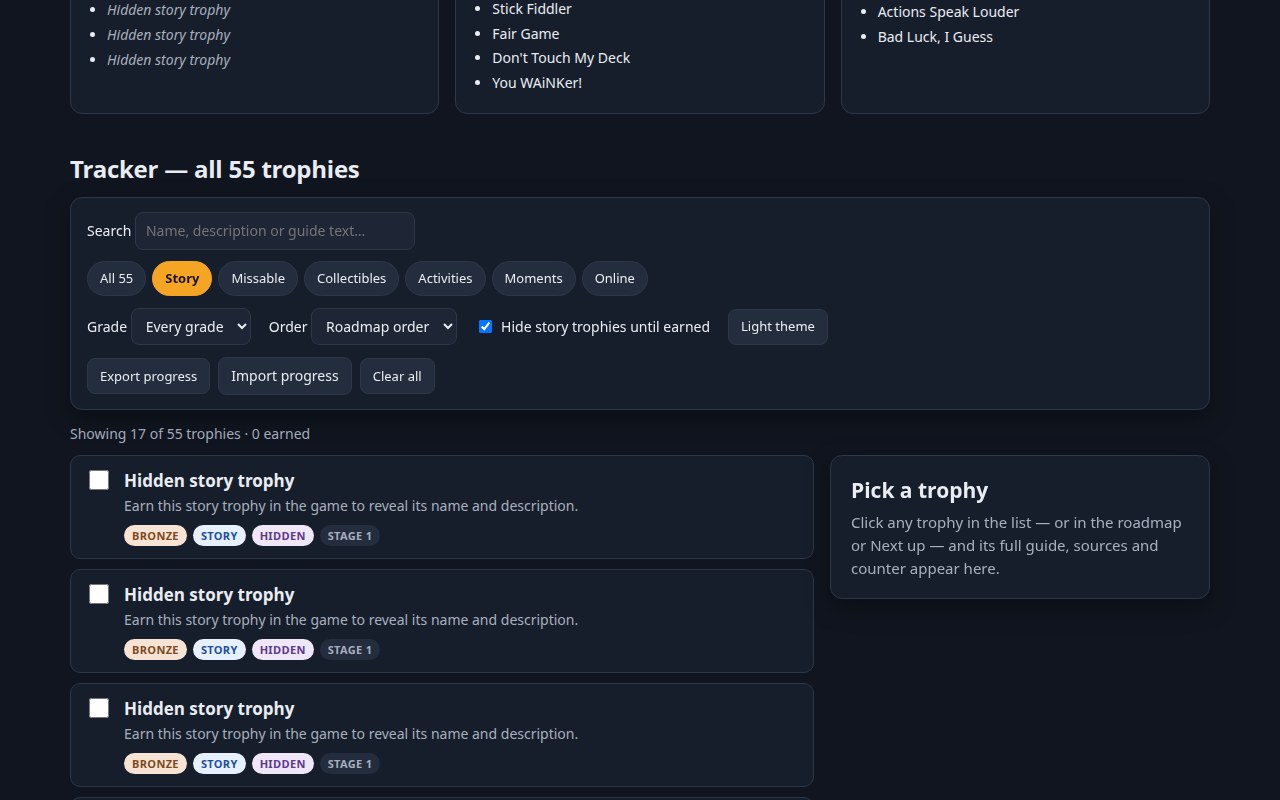 Hidden story trophy
Hidden story trophy
Hidden story trophy
Stick Fiddler
Fair Game
Don't Touch My Deck
You WAiNKer!
Actions Speak Louder
Bad Luck, I Guess
Tracker — all 55 trophies
Search Name, description or guide text...
All 55 Story Missable Collectibles Activities Moments Online
Grade Every grade Order Roadmap order Hide story trophies until earned Light theme
Export progress Import progress Clear all
Showing 17 of 55 trophies · 0 earned
Hidden story trophy
Earn this story trophy in the game to reveal its name and description.
BRONZE STORY HIDDEN STAGE 1
Hidden story trophy
Earn this story trophy in the game to reveal its name and description.
BRONZE STORY HIDDEN STAGE 1
Hidden story trophy
Earn this story trophy in the game to reveal its name and description.
BRONZE STORY HIDDEN STAGE 1
Pick a trophy
Click any trophy in the list — or in the roadmap
or Next up — and its full guide, sources and
counter appear here.